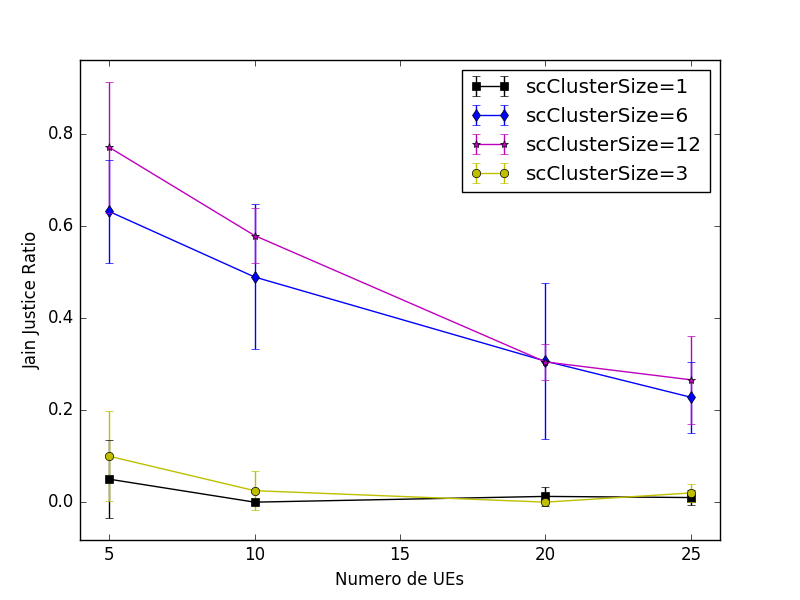 scClusterSize=1
scClusterSize=6
scClusterSize=12
scClusterSize=3
Jain Justice Ratio
0.8
0.6
0.4
0.2
0.0
5 10 15 20 25
Numero de UEs